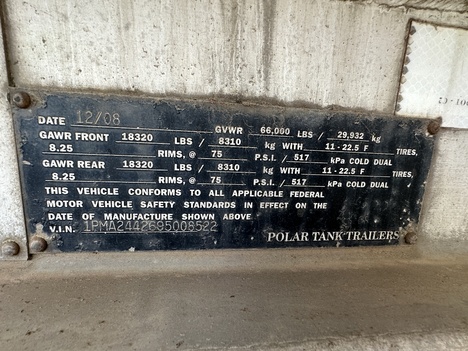 DATE 12/08 GVWR 66,000 LBS / 29,932 kg
GAWR FRONT 18320 LBS / 8310 kg WITH 11-22.5 F TIRES,
8.25 RIMS, @ 75 P.S.I. / 517 kPa COLD DUAL
GAWR REAR 18320 LBS / 8310 kg WITH 11-22.5 F TIRES,
8.25 RIMS, @ 75 P.S.I. / 517 kPa COLD DUAL
THIS VEHICLE CONFORMS TO ALL APPLICABLE FEDERAL
MOTOR VEHICLE SAFETY STANDARDS IN EFFECT ON THE
DATE OF MANUFACTURE SHOWN ABOVE
V.I.N. 1PMA2442695008522
POLAR TANK TRAILERS